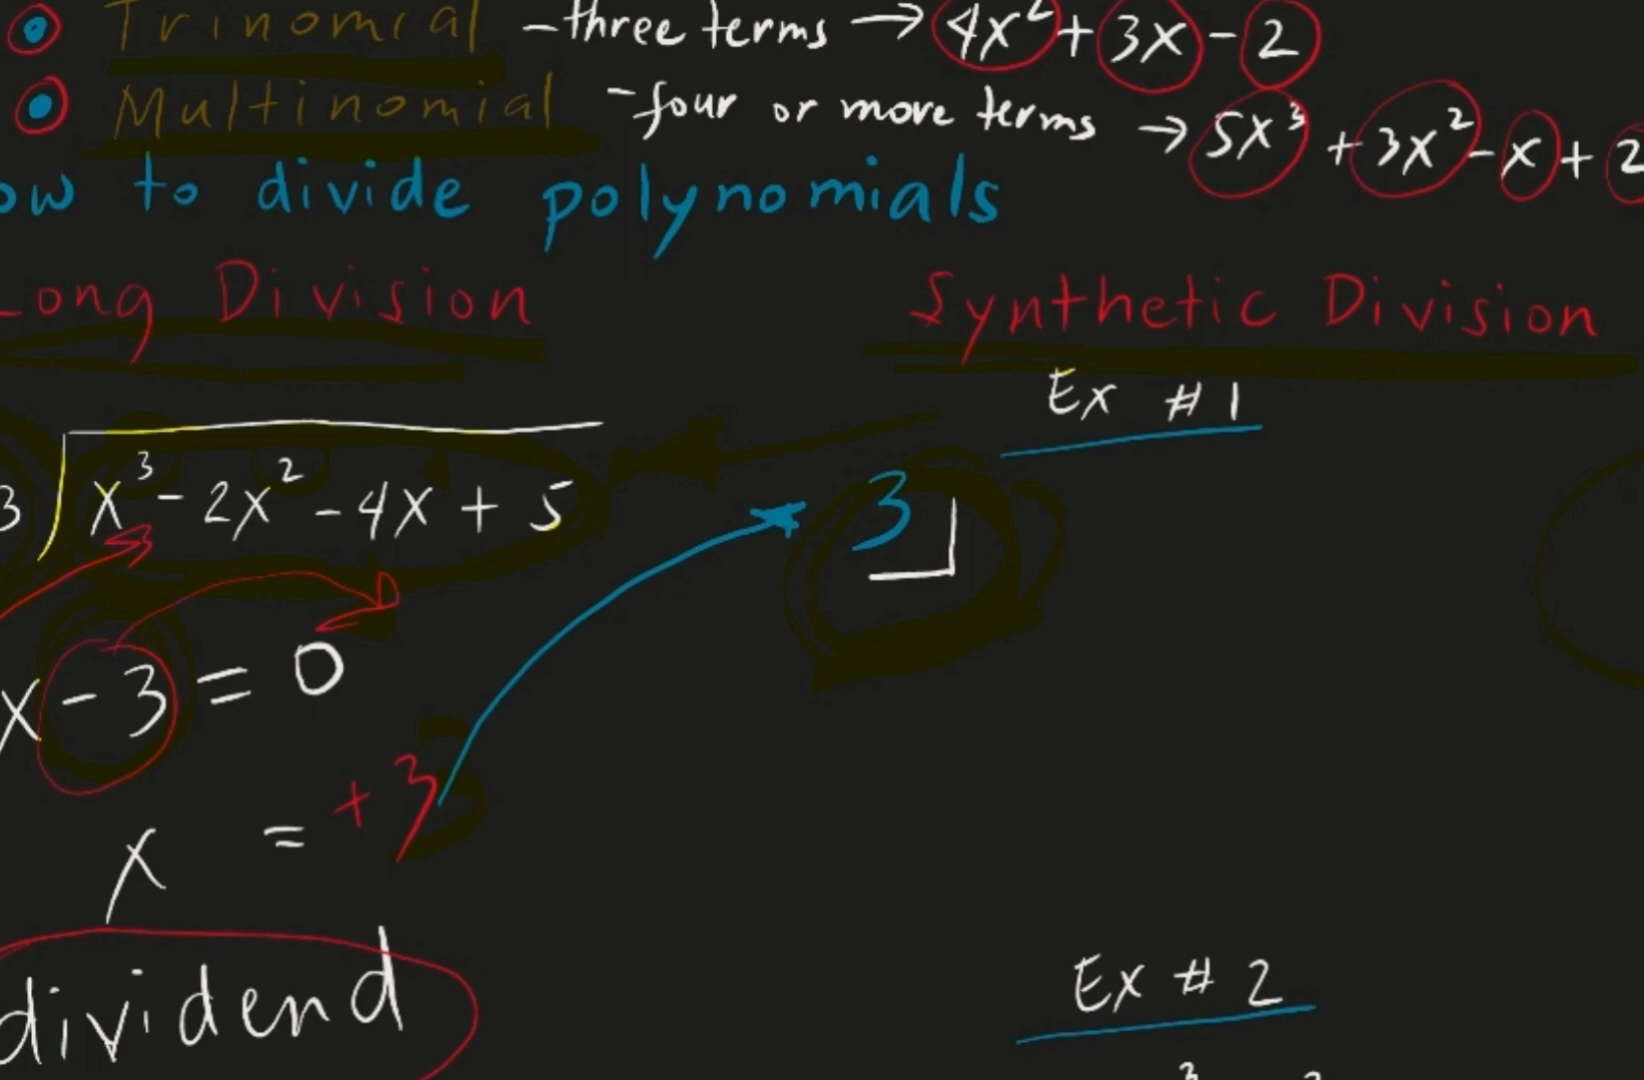 Trinomial - three terms → 4x² + 3x - 2
Multinomial - four or more terms → 5x³ + 3x² - x + 2
ow to divide polynomials
Long Division
Synthetic Division
Ex # 1
3 x³ - 2x² - 4x + 5
3
x - 3 = 0
x = + 3
dividend
Ex # 2